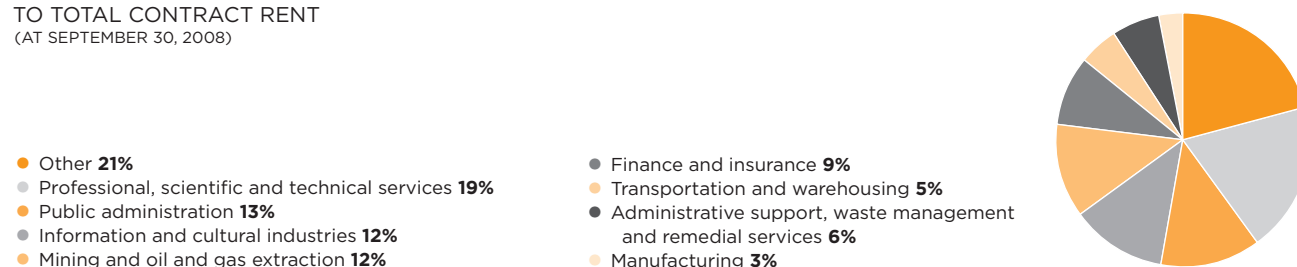 TO TOTAL CONTRACT RENT
(AT SEPTEMBER 30, 2008)
Other 21%
Professional, scientific and technical services 19%
Public administration 13%
Information and cultural industries 12%
Mining and oil and gas extraction 12%
Finance and insurance 9%
Transportation and warehousing 5%
Administrative support, waste management
and remedial services 6%
Manufacturing 3%